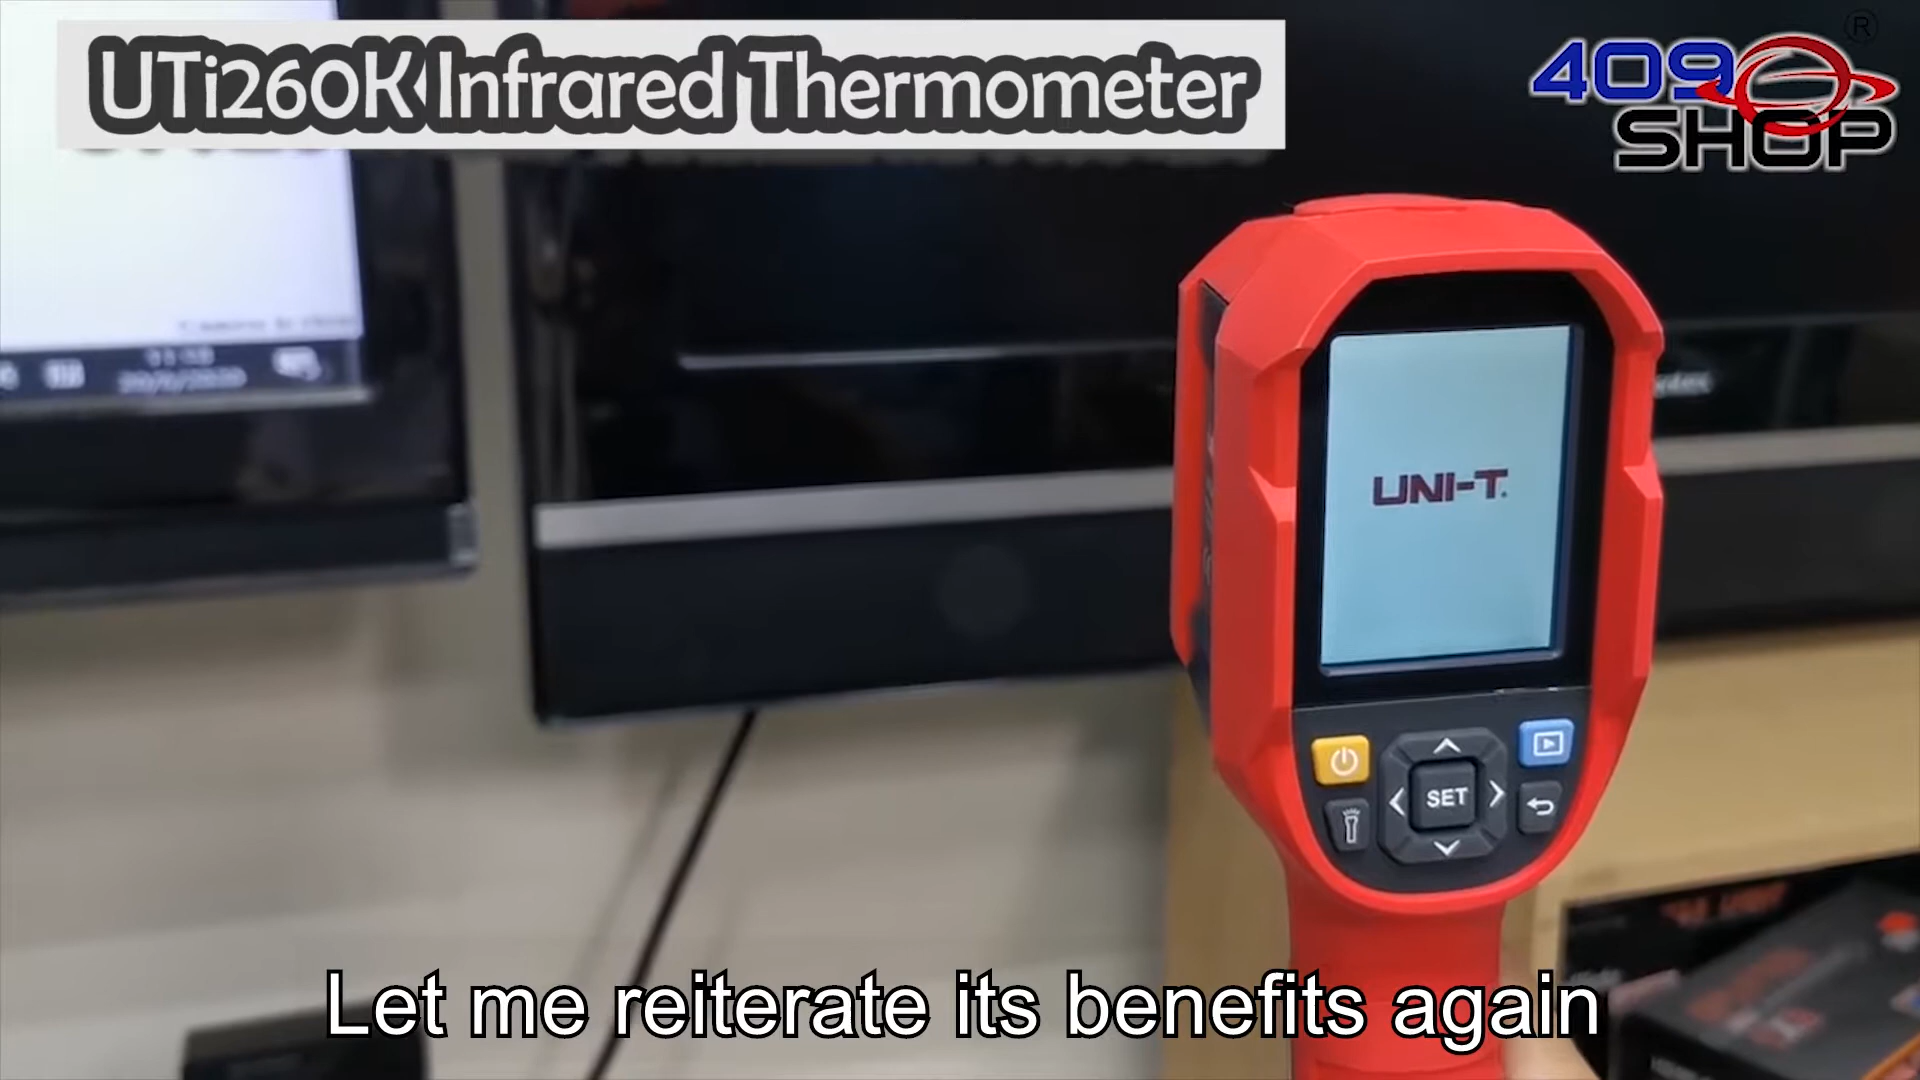 UTi260K Infrared Thermometer
®
409
SHOP
UNI-T
SET
Let me reiterate its benefits again